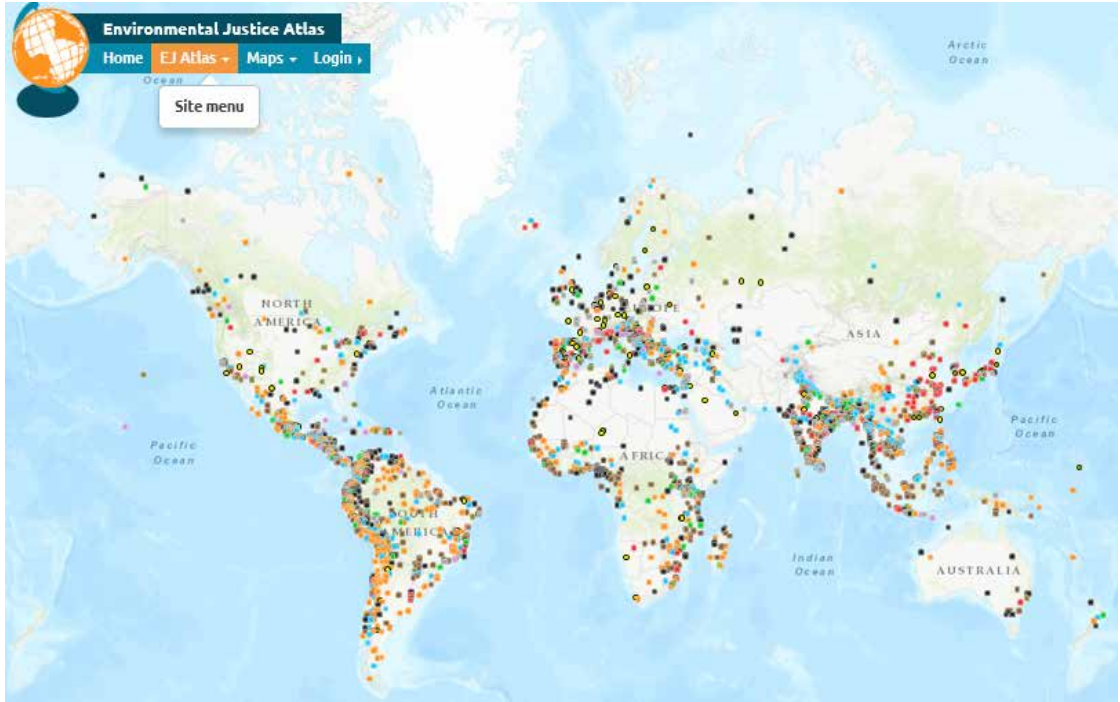 Environmental Justice Atlas
Home EJ Atlas Maps Login
Ocean
Site menu
Arctic
Ocean
NORTH
AMERICA
EUROPE
ASIA
Atlantic
Ocean
Pacific
Ocean
Pacific
Ocean
AFRICA
SOUTH
AMERICA
Indian
Ocean
AUSTRALIA